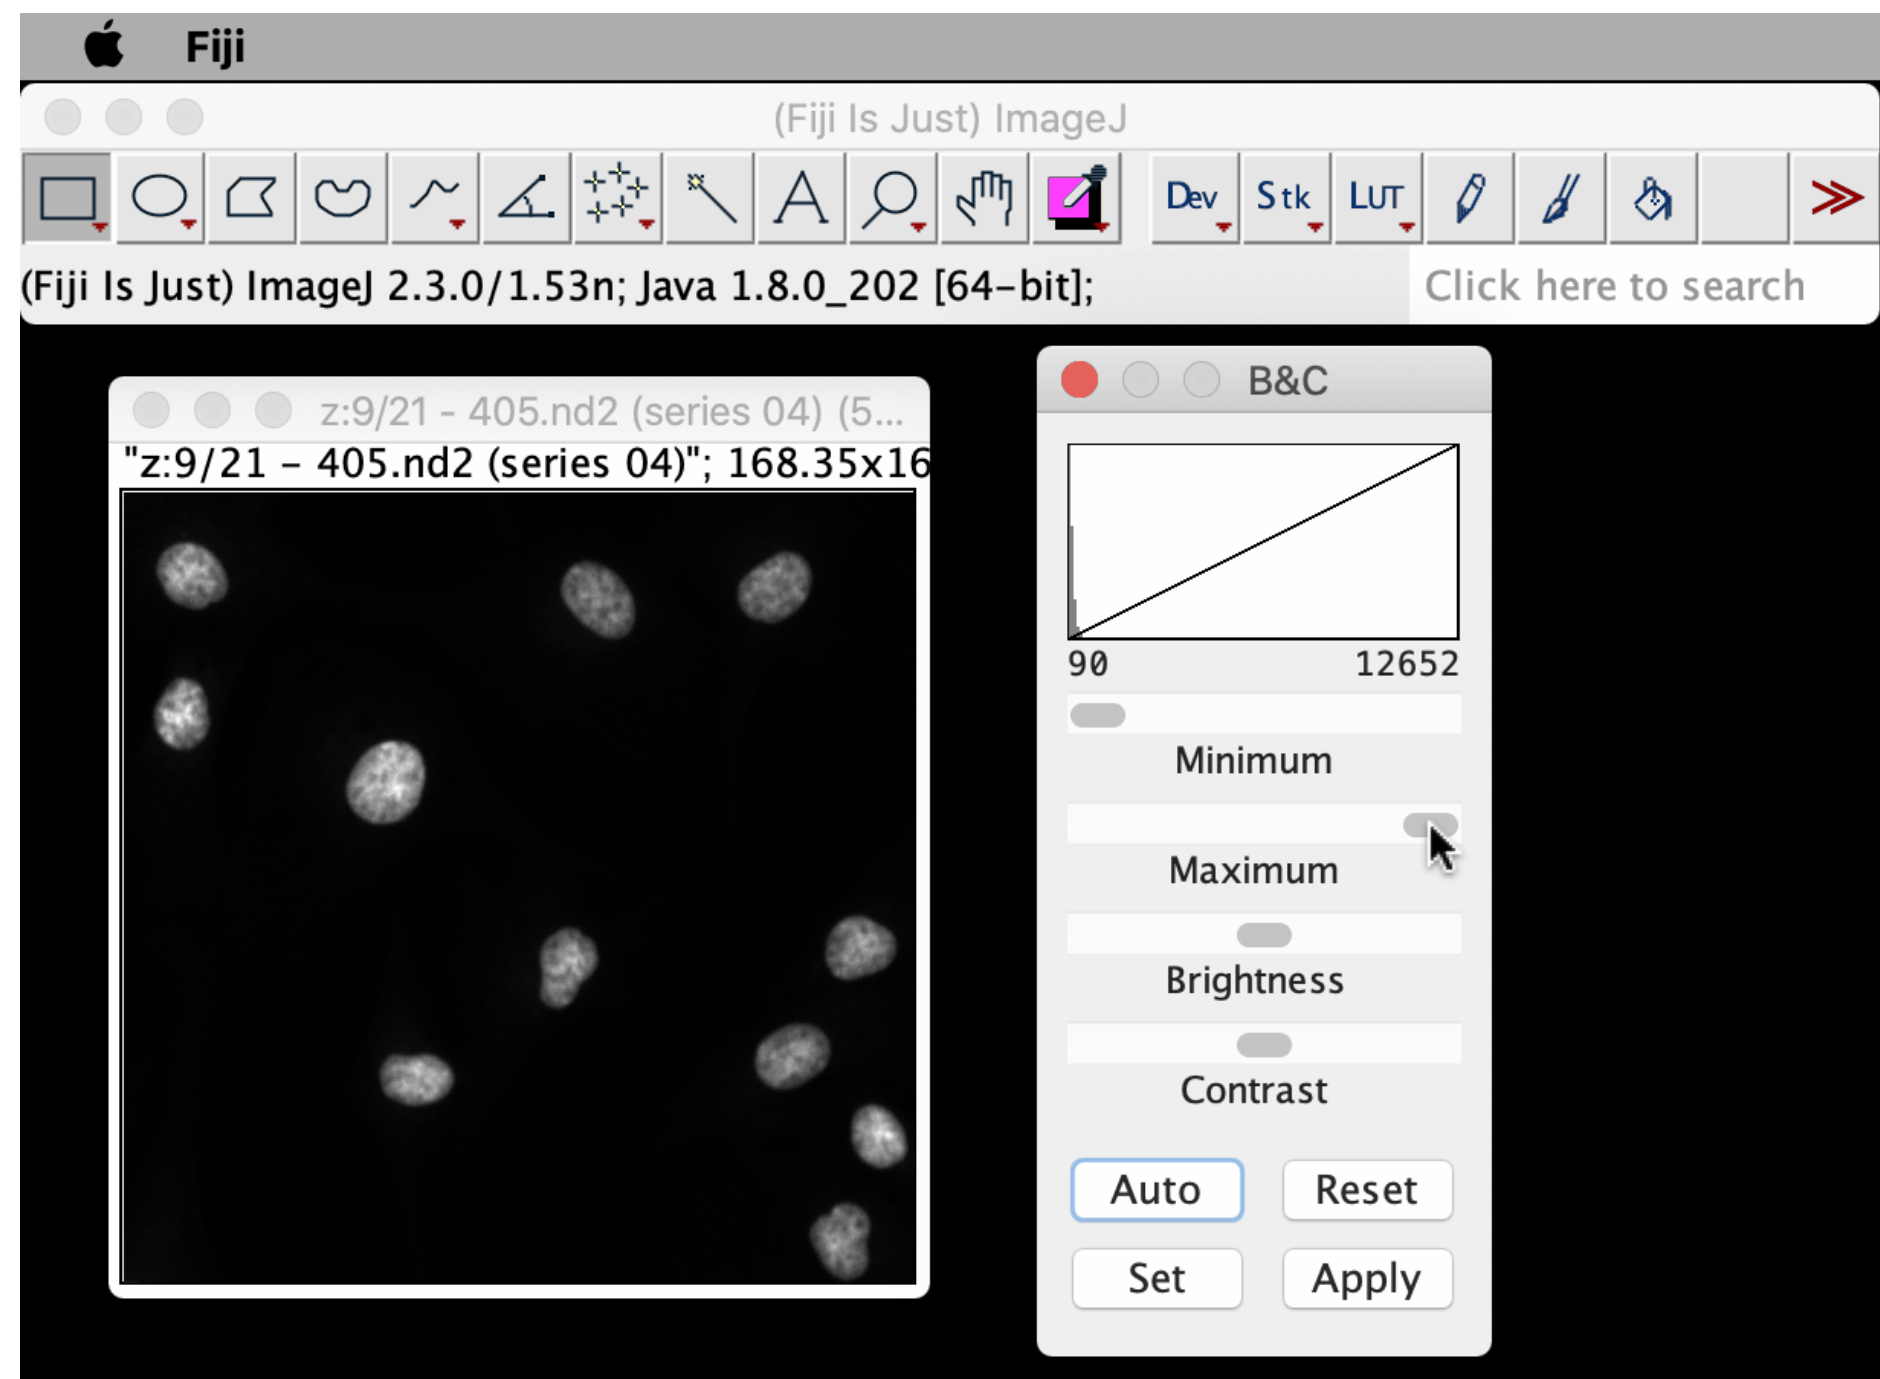 Fiji
(Fiji Is Just) ImageJ
Dev Stk LUT
(Fiji Is Just) ImageJ 2.3.0/1.53n; Java 1.8.0_202 [64-bit];
Click here to search
z:9/21 - 405.nd2 (series 04) (5...
"z:9/21 - 405.nd2 (series 04)"; 168.35x16
B&C
90 12652
Minimum
Maximum
Brightness
Contrast
Auto Reset
Set Apply